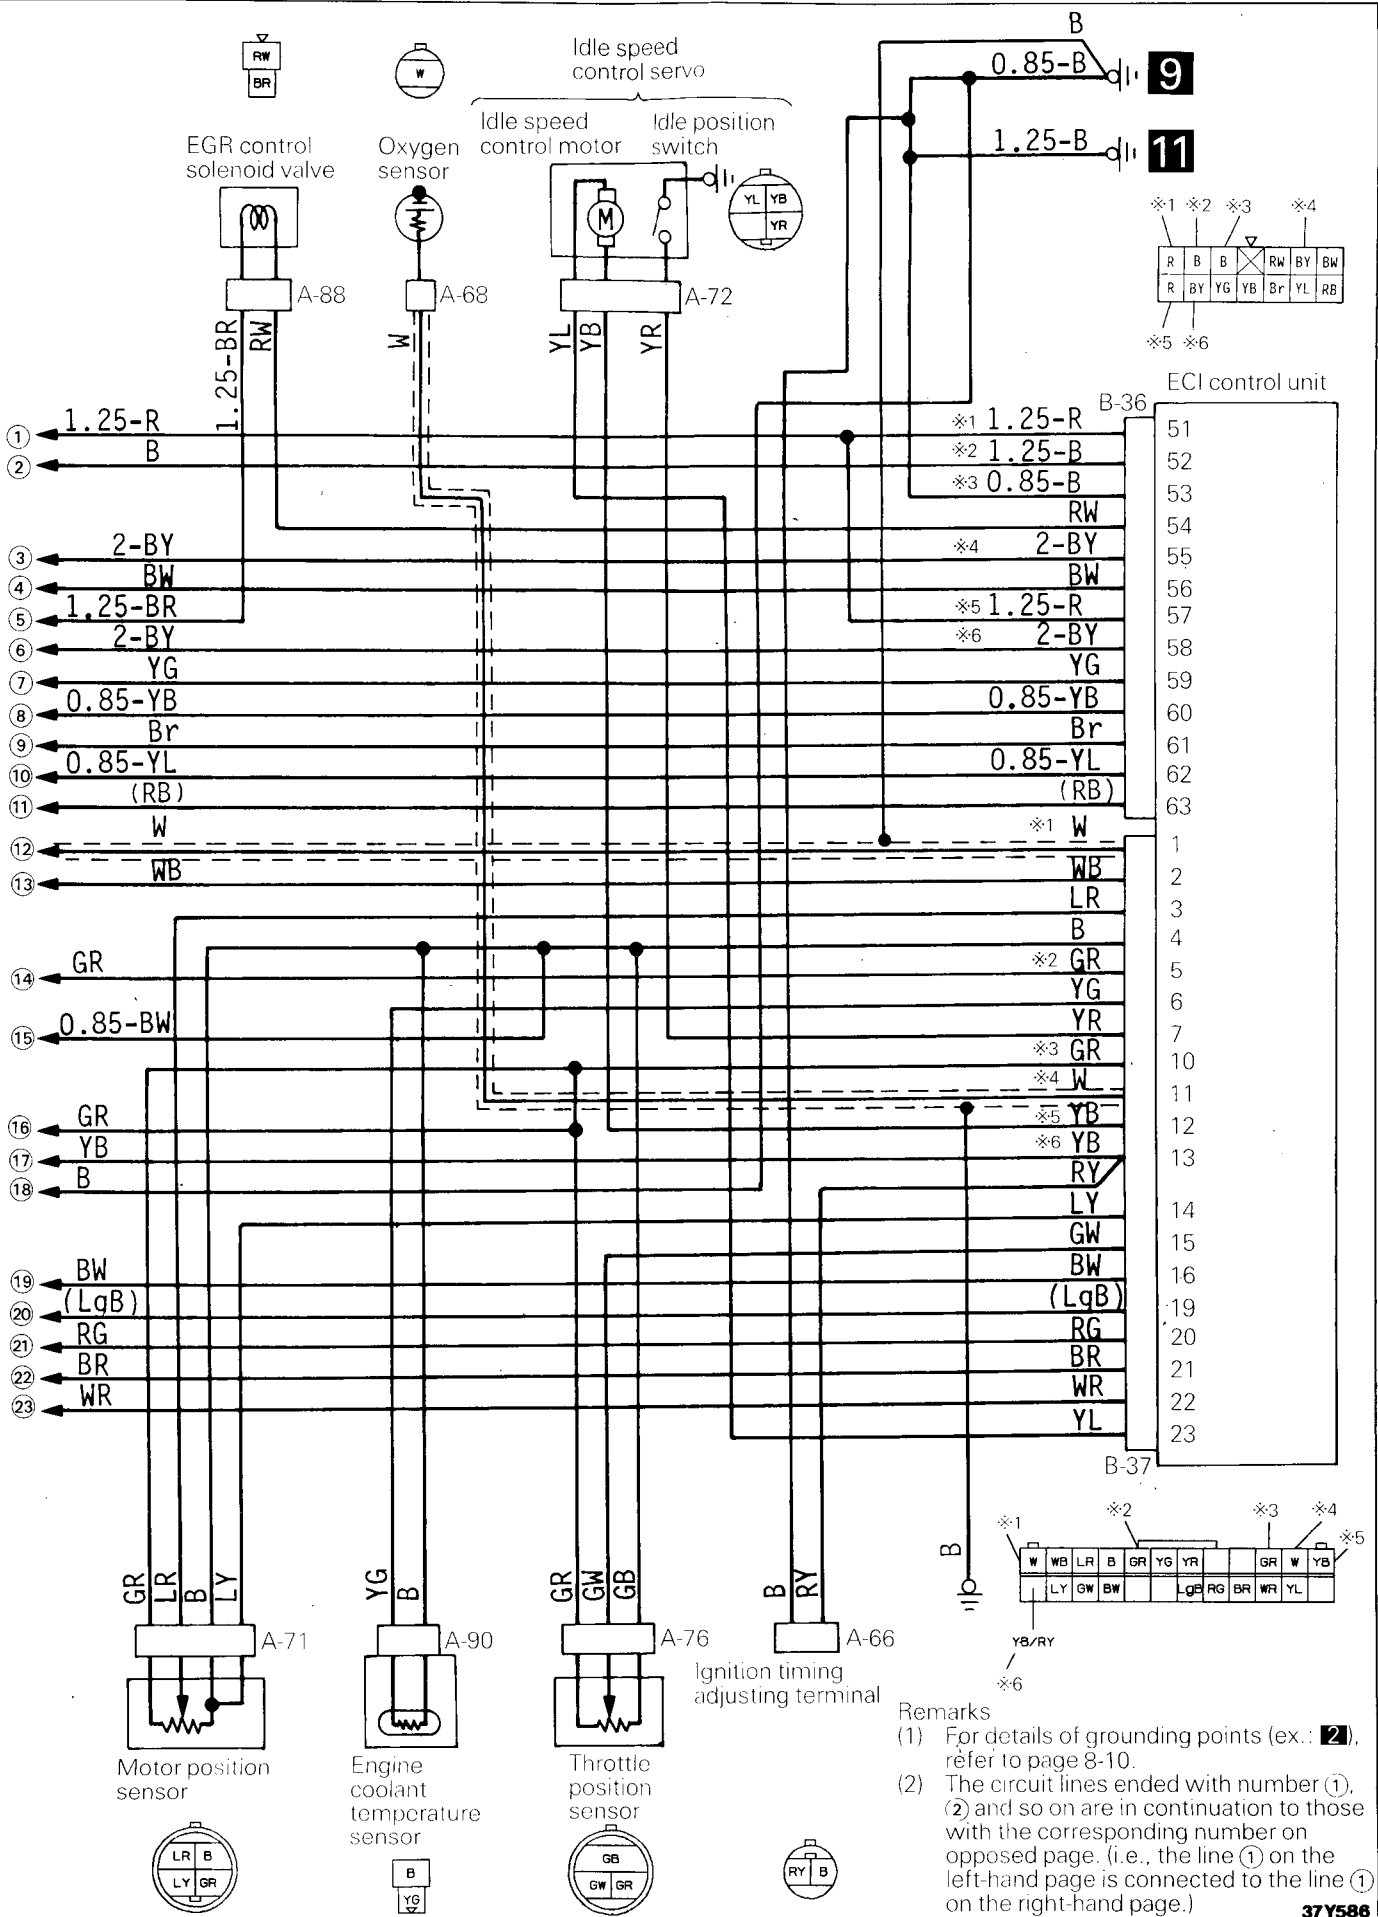 B
RW
BR
W
Idle speed
control servo
0.85-B
9
Idle speed
control motor
Idle position
switch
EGR control
solenoid valve
Oxygen
sensor
1.25-B
11
M
YL YB
YR
※1 ※2 ※3 ※4
R B B RW BY BW
R BY YG YB Br YL RB
※5 ※6
A-88
A-68
A-72
1.25-BR
RW
W
YL
YB
YR
ECI control unit
B-36
① 1.25-R ※1 1.25-R 51
② B ※2 1.25-B 52
※3 0.85-B 53
RW 54
③ 2-BY ※4 2-BY 55
④ BW BW 56
⑤ 1.25-BR ※5 1.25-R 57
⑥ 2-BY ※6 2-BY 58
⑦ YG YG 59
⑧ 0.85-YB 0.85-YB 60
⑨ Br Br 61
⑩ 0.85-YL 0.85-YL 62
⑪ (RB) (RB) 63
⑫ W ※1 W 1
⑬ WB WB 2
LR 3
B 4
⑭ GR ※2 GR 5
YG 6
⑮ 0.85-BW YR 7
※3 GR 10
※4 W 11
⑯ GR ※5 YB 12
⑰ YB ※6 YB 13
⑱ B RY
LY 14
GW 15
⑲ BW BW 16
⑳ (LgB) (LgB) 19
㉑ RG RG 20
㉒ BR BR 21
㉓ WR WR 22
YL 23
B-37
※1 ※2 ※3 ※4 ※5
W WB LR B GR YG YR GR W YB
LY GW BW LgB RG BR WR YL
YB/RY
※6
GR LR B LY
YG B
GR GW GB
B RY
B
A-71
A-90
A-76
A-66
Ignition timing
adjusting terminal
Motor position
sensor
Engine
coolant
temperature
sensor
Throttle
position
sensor
LR B
LY GR
B
YG
GB
GW GR
RY B
Remarks
(1) For details of grounding points (ex.: 2),
refer to page 8-10.
(2) The circuit lines ended with number ①,
② and so on are in continuation to those
with the corresponding number on
opposed page. (i.e., the line ① on the
left-hand page is connected to the line ①
on the right-hand page.)
37Y586